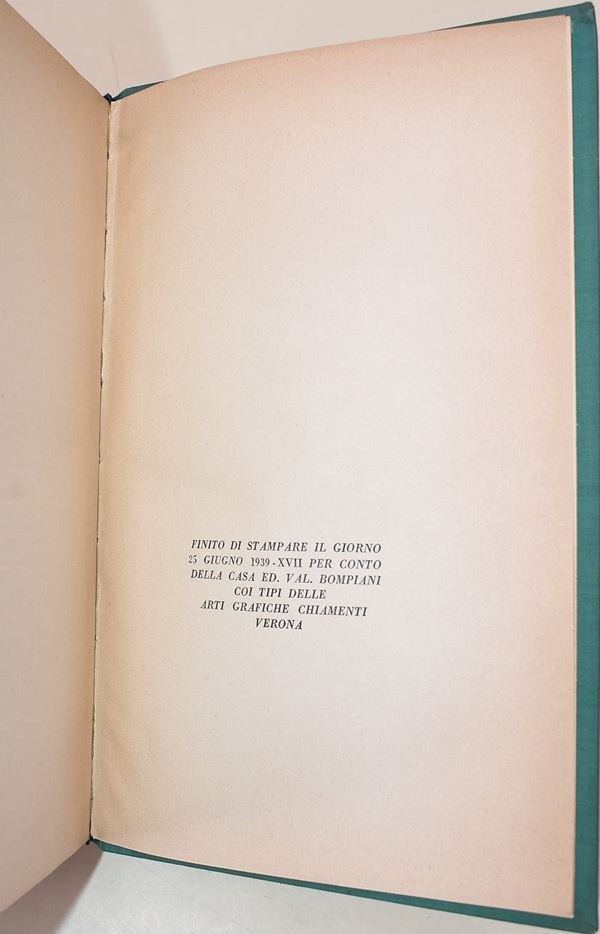 FINITO DI STAMPARE IL GIORNO
25 GIUGNO 1939-XVII PER CONTO
DELLA CASA ED. VAL. BOMPIANI
COI TIPI DELLE
ARTI GRAFICHE CHIAMENTI
VERONA